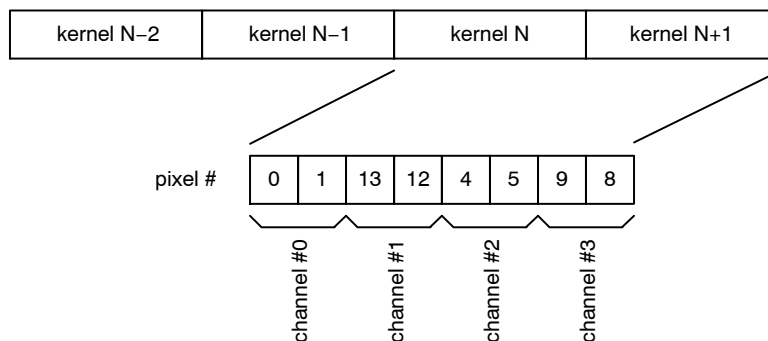 kernel N−2 kernel N−1 kernel N kernel N+1
pixel # 0 1 13 12 4 5 9 8
channel #0 channel #1 channel #2 channel #3